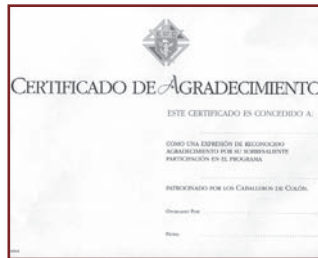 CERTIFICADO DE AGRADECIMIENTO
ESTE CERTIFICADO ES CONCEDIDO A:
COMO UNA EXPRESIÓN DE RECONOCIDO
AGRADECIMIENTO POR SU SOBRESALIENTE
PARTICIPACIÓN EN EL PROGRAMA
PATROCINADO POR LOS CABALLEROS DE COLÓN.
OTORGADO POR
FECHA